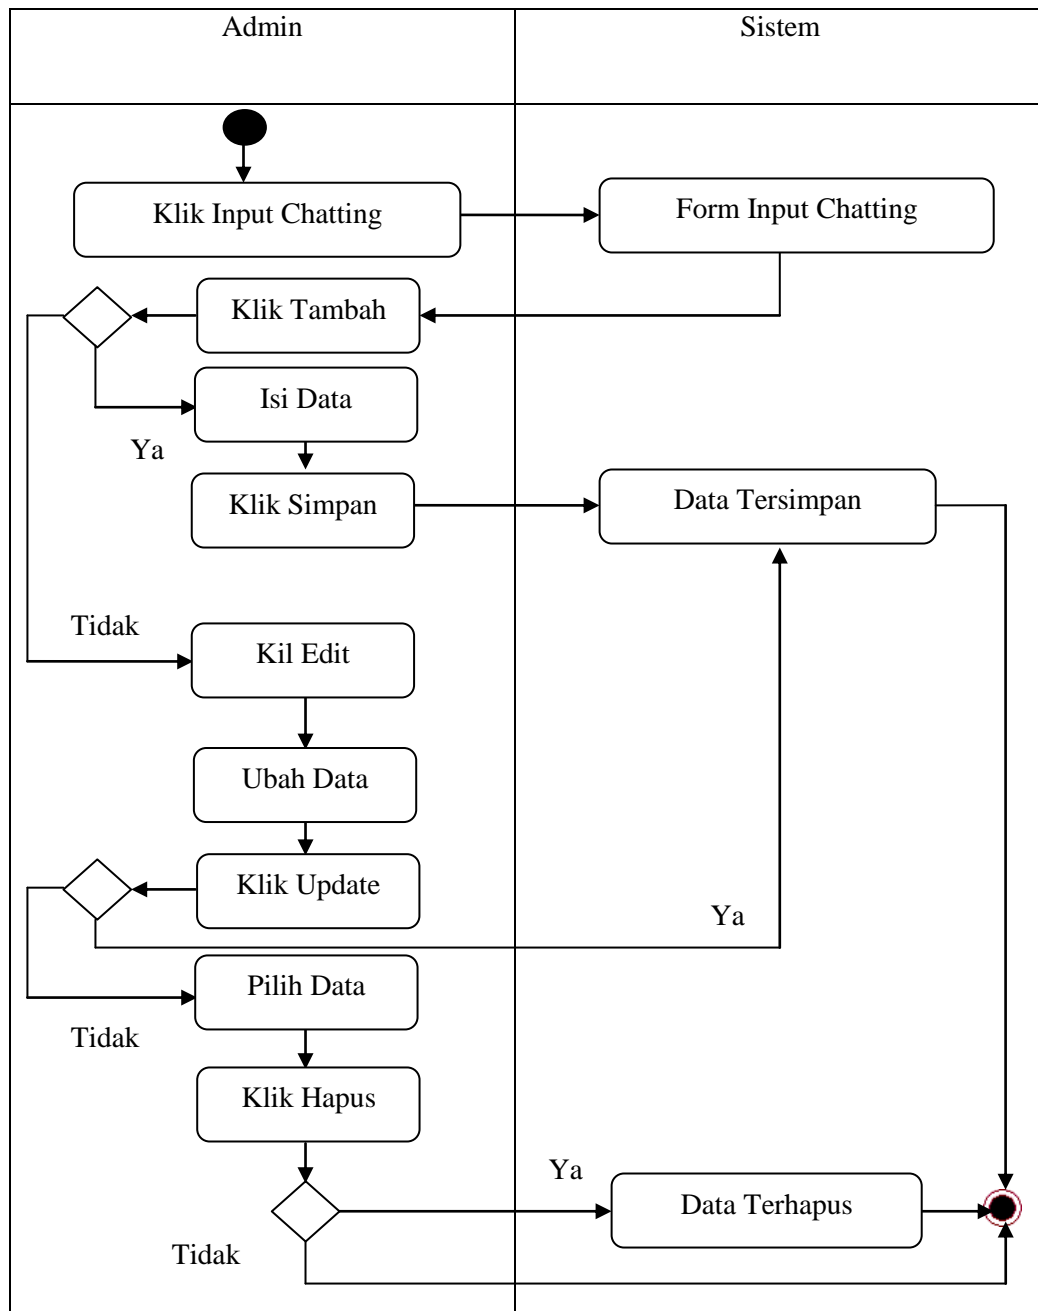 Admin
Sistem
Klik Input Chatting
Form Input Chatting
Klik Tambah
Isi Data
Ya
Klik Simpan
Data Tersimpan
Tidak
Kil Edit
Ubah Data
Klik Update
Ya
Pilih Data
Tidak
Klik Hapus
Ya
Data Terhapus
Tidak